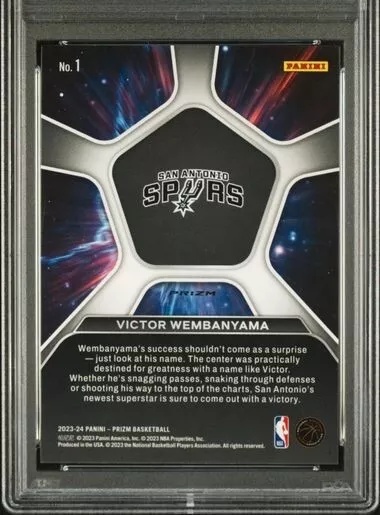 No. 1
PANINI
SAN ANTONIO
SPURS
PRIZM
VICTOR WEMBANYAMA
Wembanyama's success shouldn't come as a surprise
— just look at his name. The center was practically
destined for greatness with a name like Victor.
Whether he's snagging passes, snaking through defenses
or shooting his way to the top of the charts, San Antonio's
newest superstar is sure to come out with a victory.
2023-24 PANINI – PRIZM BASKETBALL
© 2023 Panini America, Inc. © 2023 NBA Properties, Inc.
Produced in the USA. © 2023 the National Basketball Players Association. All rights reserved.
NBA